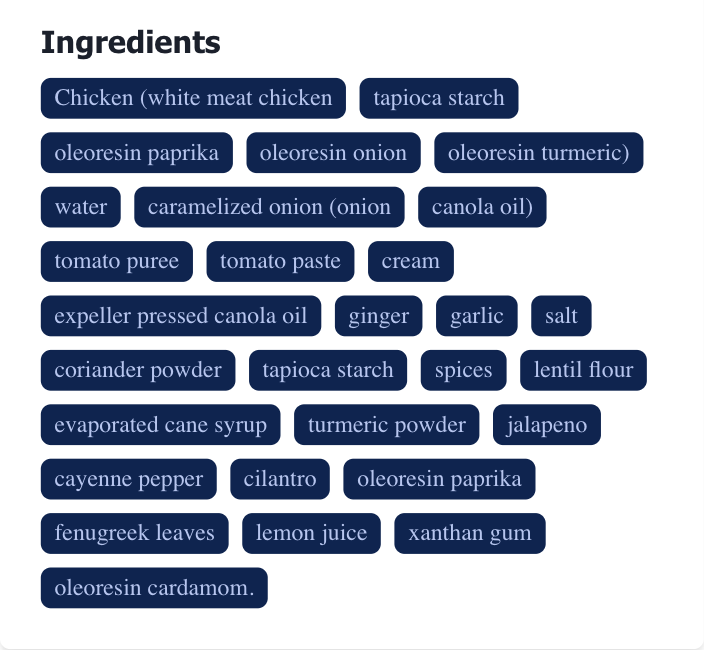 Ingredients
Chicken (white meat chicken tapioca starch
oleoresin paprika oleoresin onion oleoresin turmeric)
water caramelized onion (onion canola oil)
tomato puree tomato paste cream
expeller pressed canola oil ginger garlic salt
coriander powder tapioca starch spices lentil flour
evaporated cane syrup turmeric powder jalapeno
cayenne pepper cilantro oleoresin paprika
fenugreek leaves lemon juice xanthan gum
oleoresin cardamom.